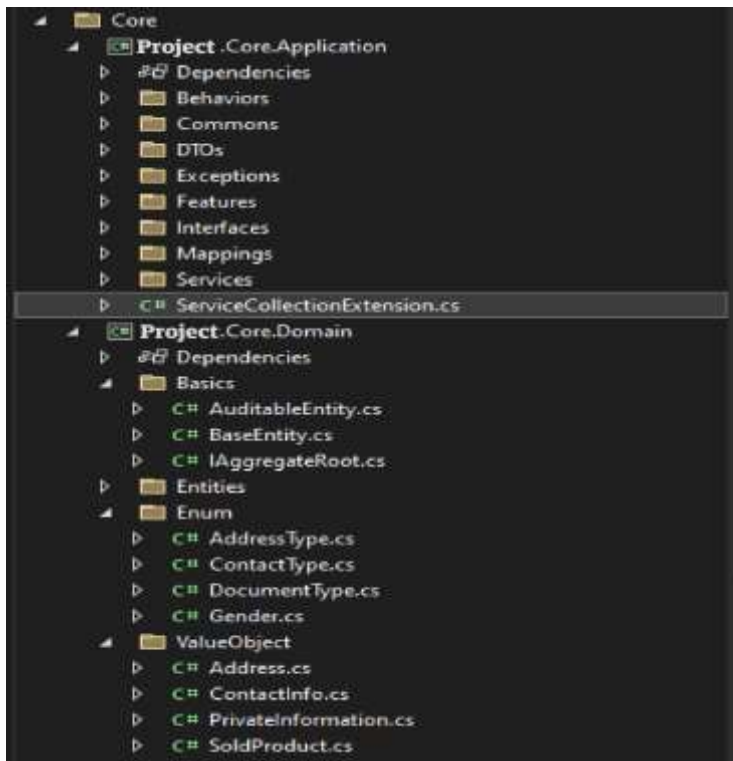 Core
C# Project .Core.Application
Dependencies
Behaviors
Commons
DTOs
Exceptions
Features
Interfaces
Mappings
Services
C# ServiceCollectionExtension.cs
C# Project.Core.Domain
Dependencies
Basics
C# AuditableEntity.cs
C# BaseEntity.cs
C# IAggregateRoot.cs
Entities
Enum
C# AddressType.cs
C# ContactType.cs
C# DocumentType.cs
C# Gender.cs
ValueObject
C# Address.cs
C# ContactInfo.cs
C# PrivateInformation.cs
C# SoldProduct.cs